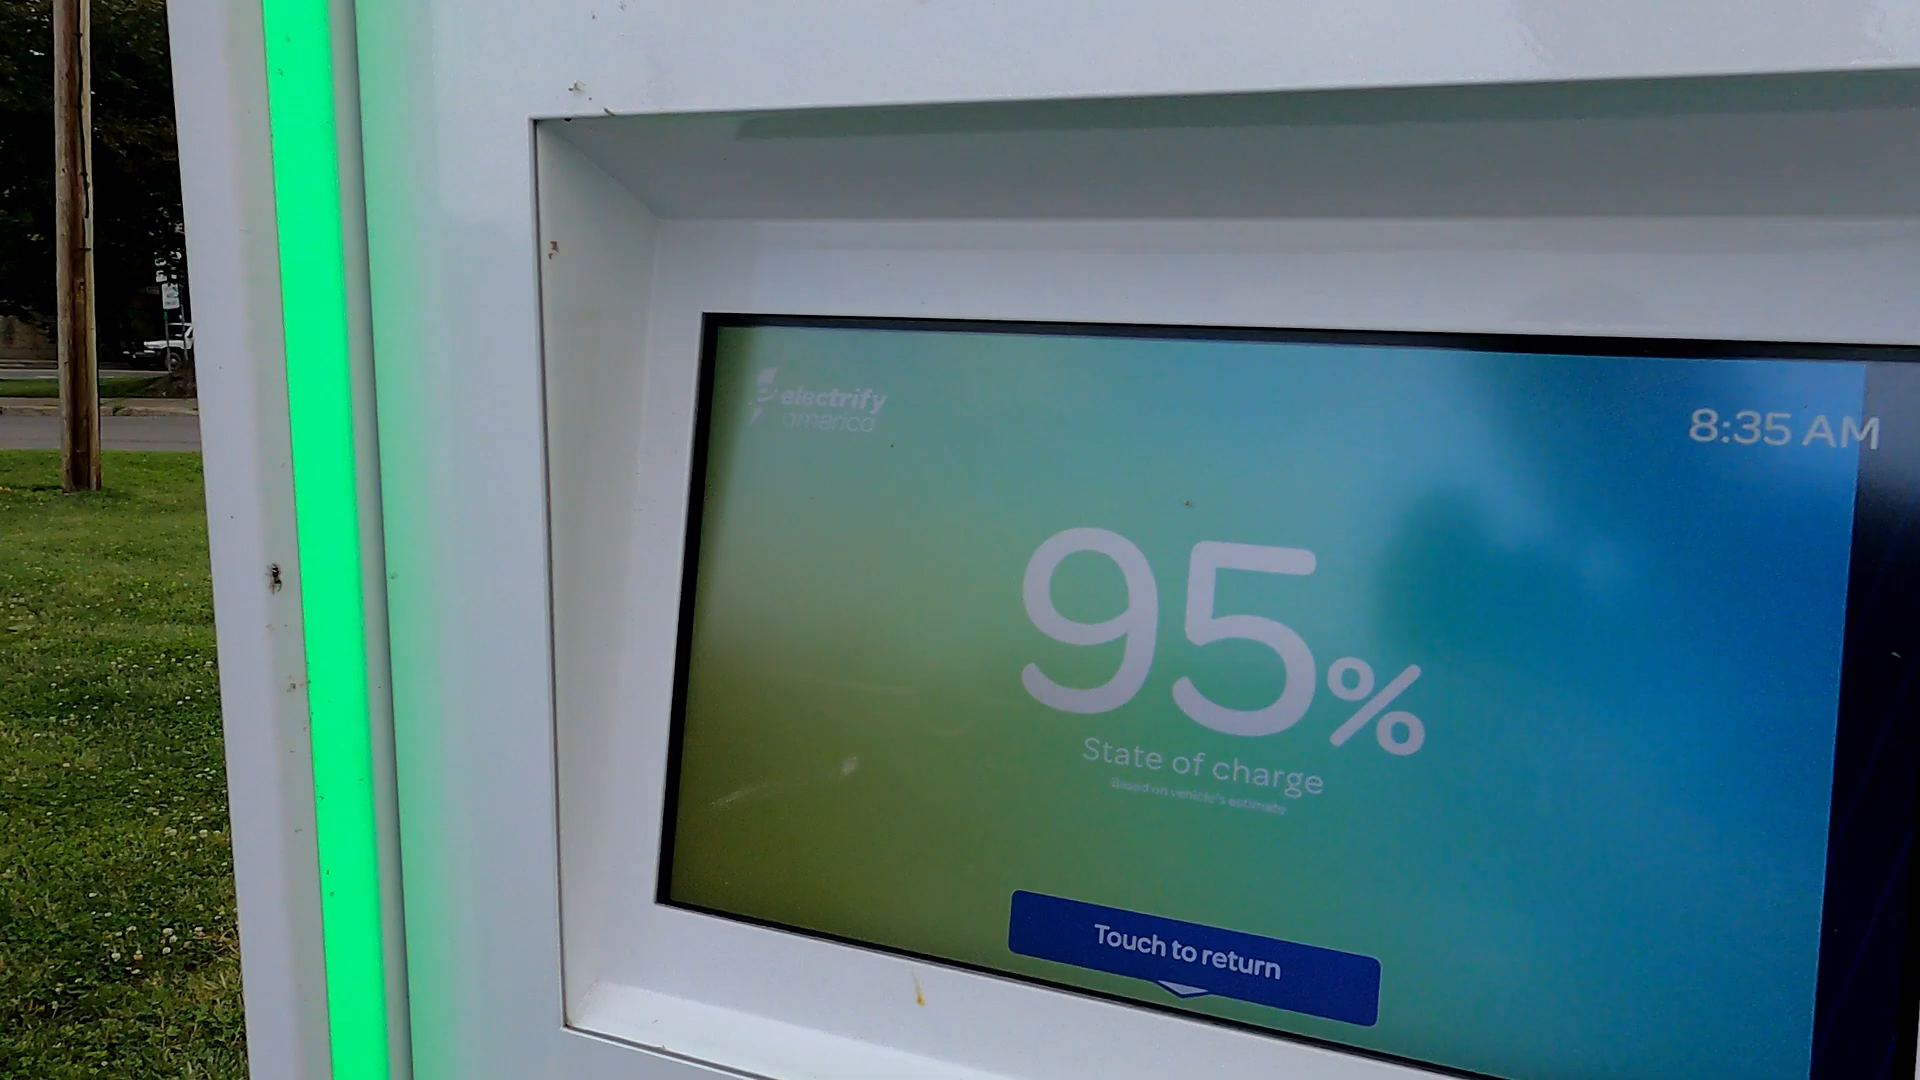 electrify
america
8:35 AM
95%
State of charge
Based on vehicle's estimate
Touch to return